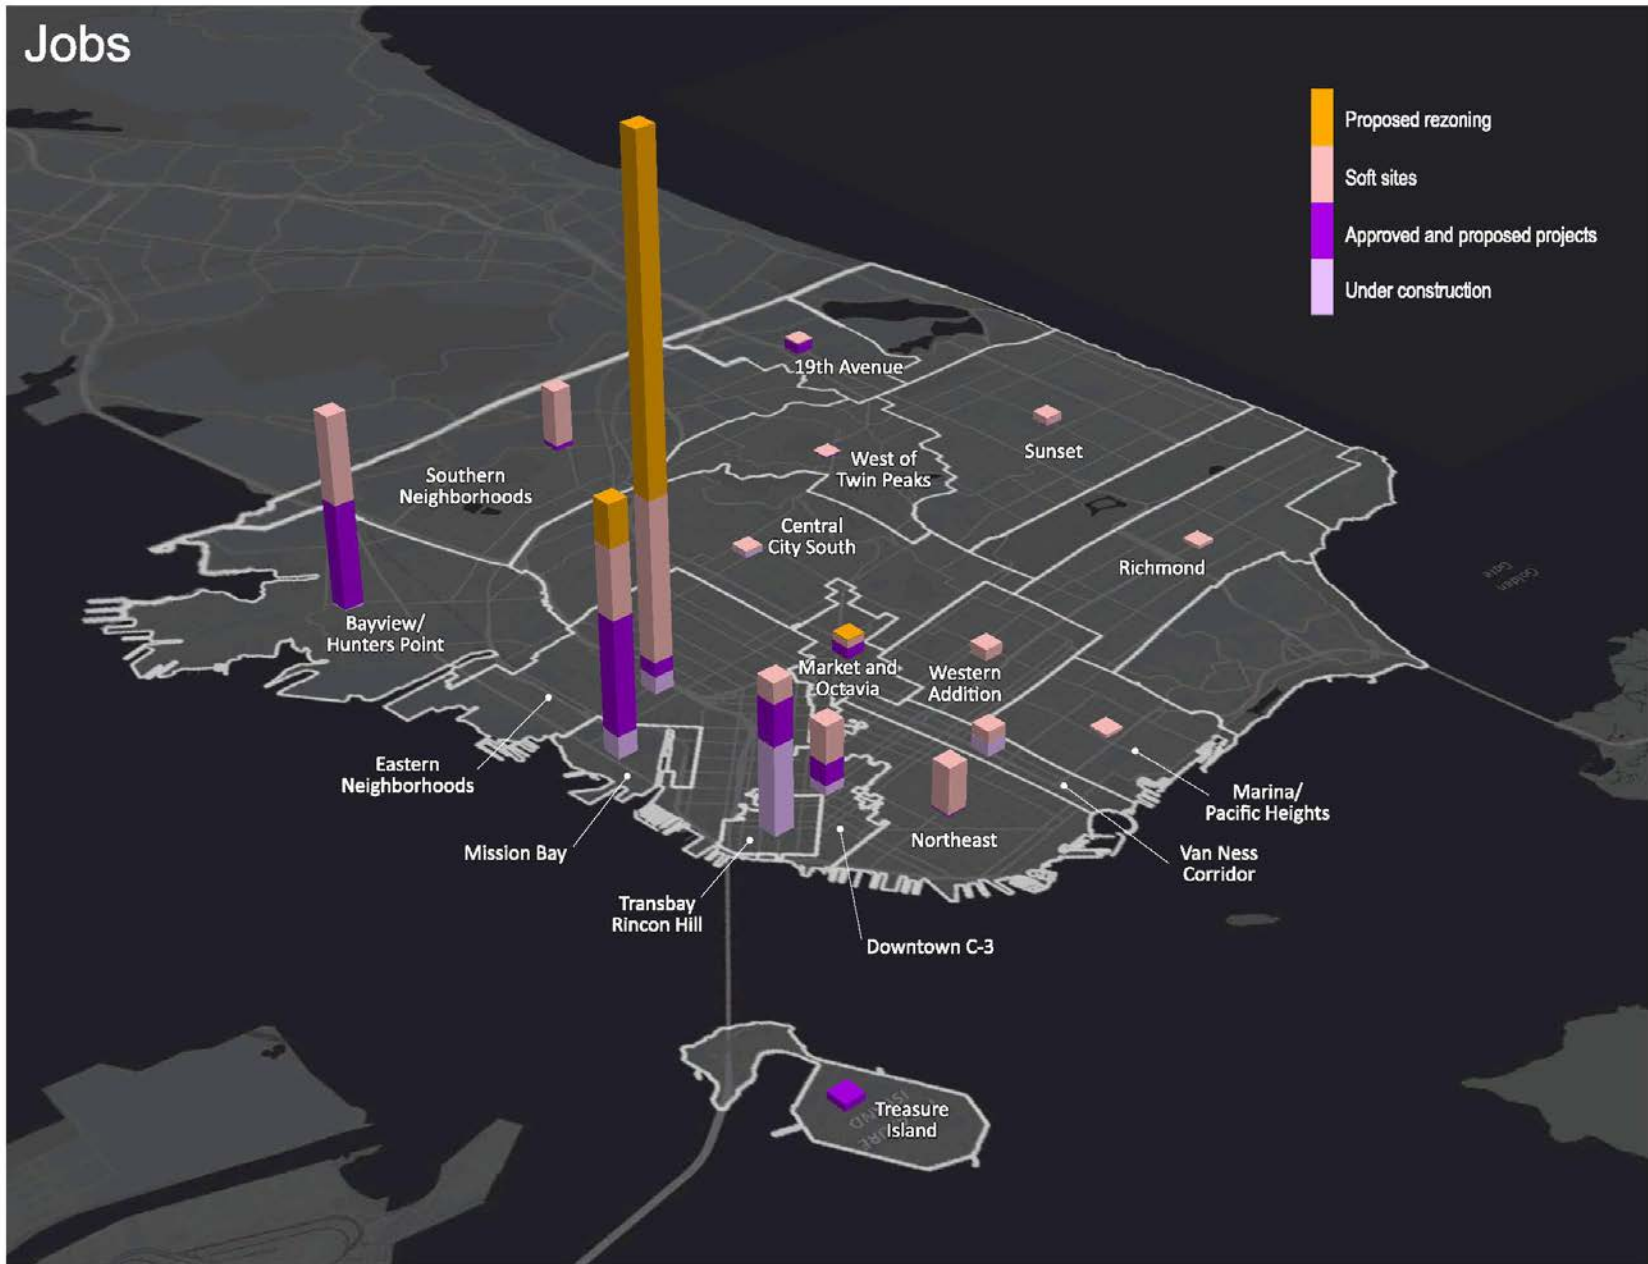 Jobs
Proposed rezoning
Soft sites
Approved and proposed projects
Under construction
19th Avenue
Sunset
West of
Twin Peaks
Southern
Neighborhoods
Central
City South
Richmond
Golden
Gate
Bayview/
Hunters Point
Market and
Octavia
Western
Addition
Eastern
Neighborhoods
Mission Bay
Marina/
Pacific Heights
Northeast
Van Ness
Corridor
Transbay
Rincon Hill
Downtown C-3
Treasure
Island